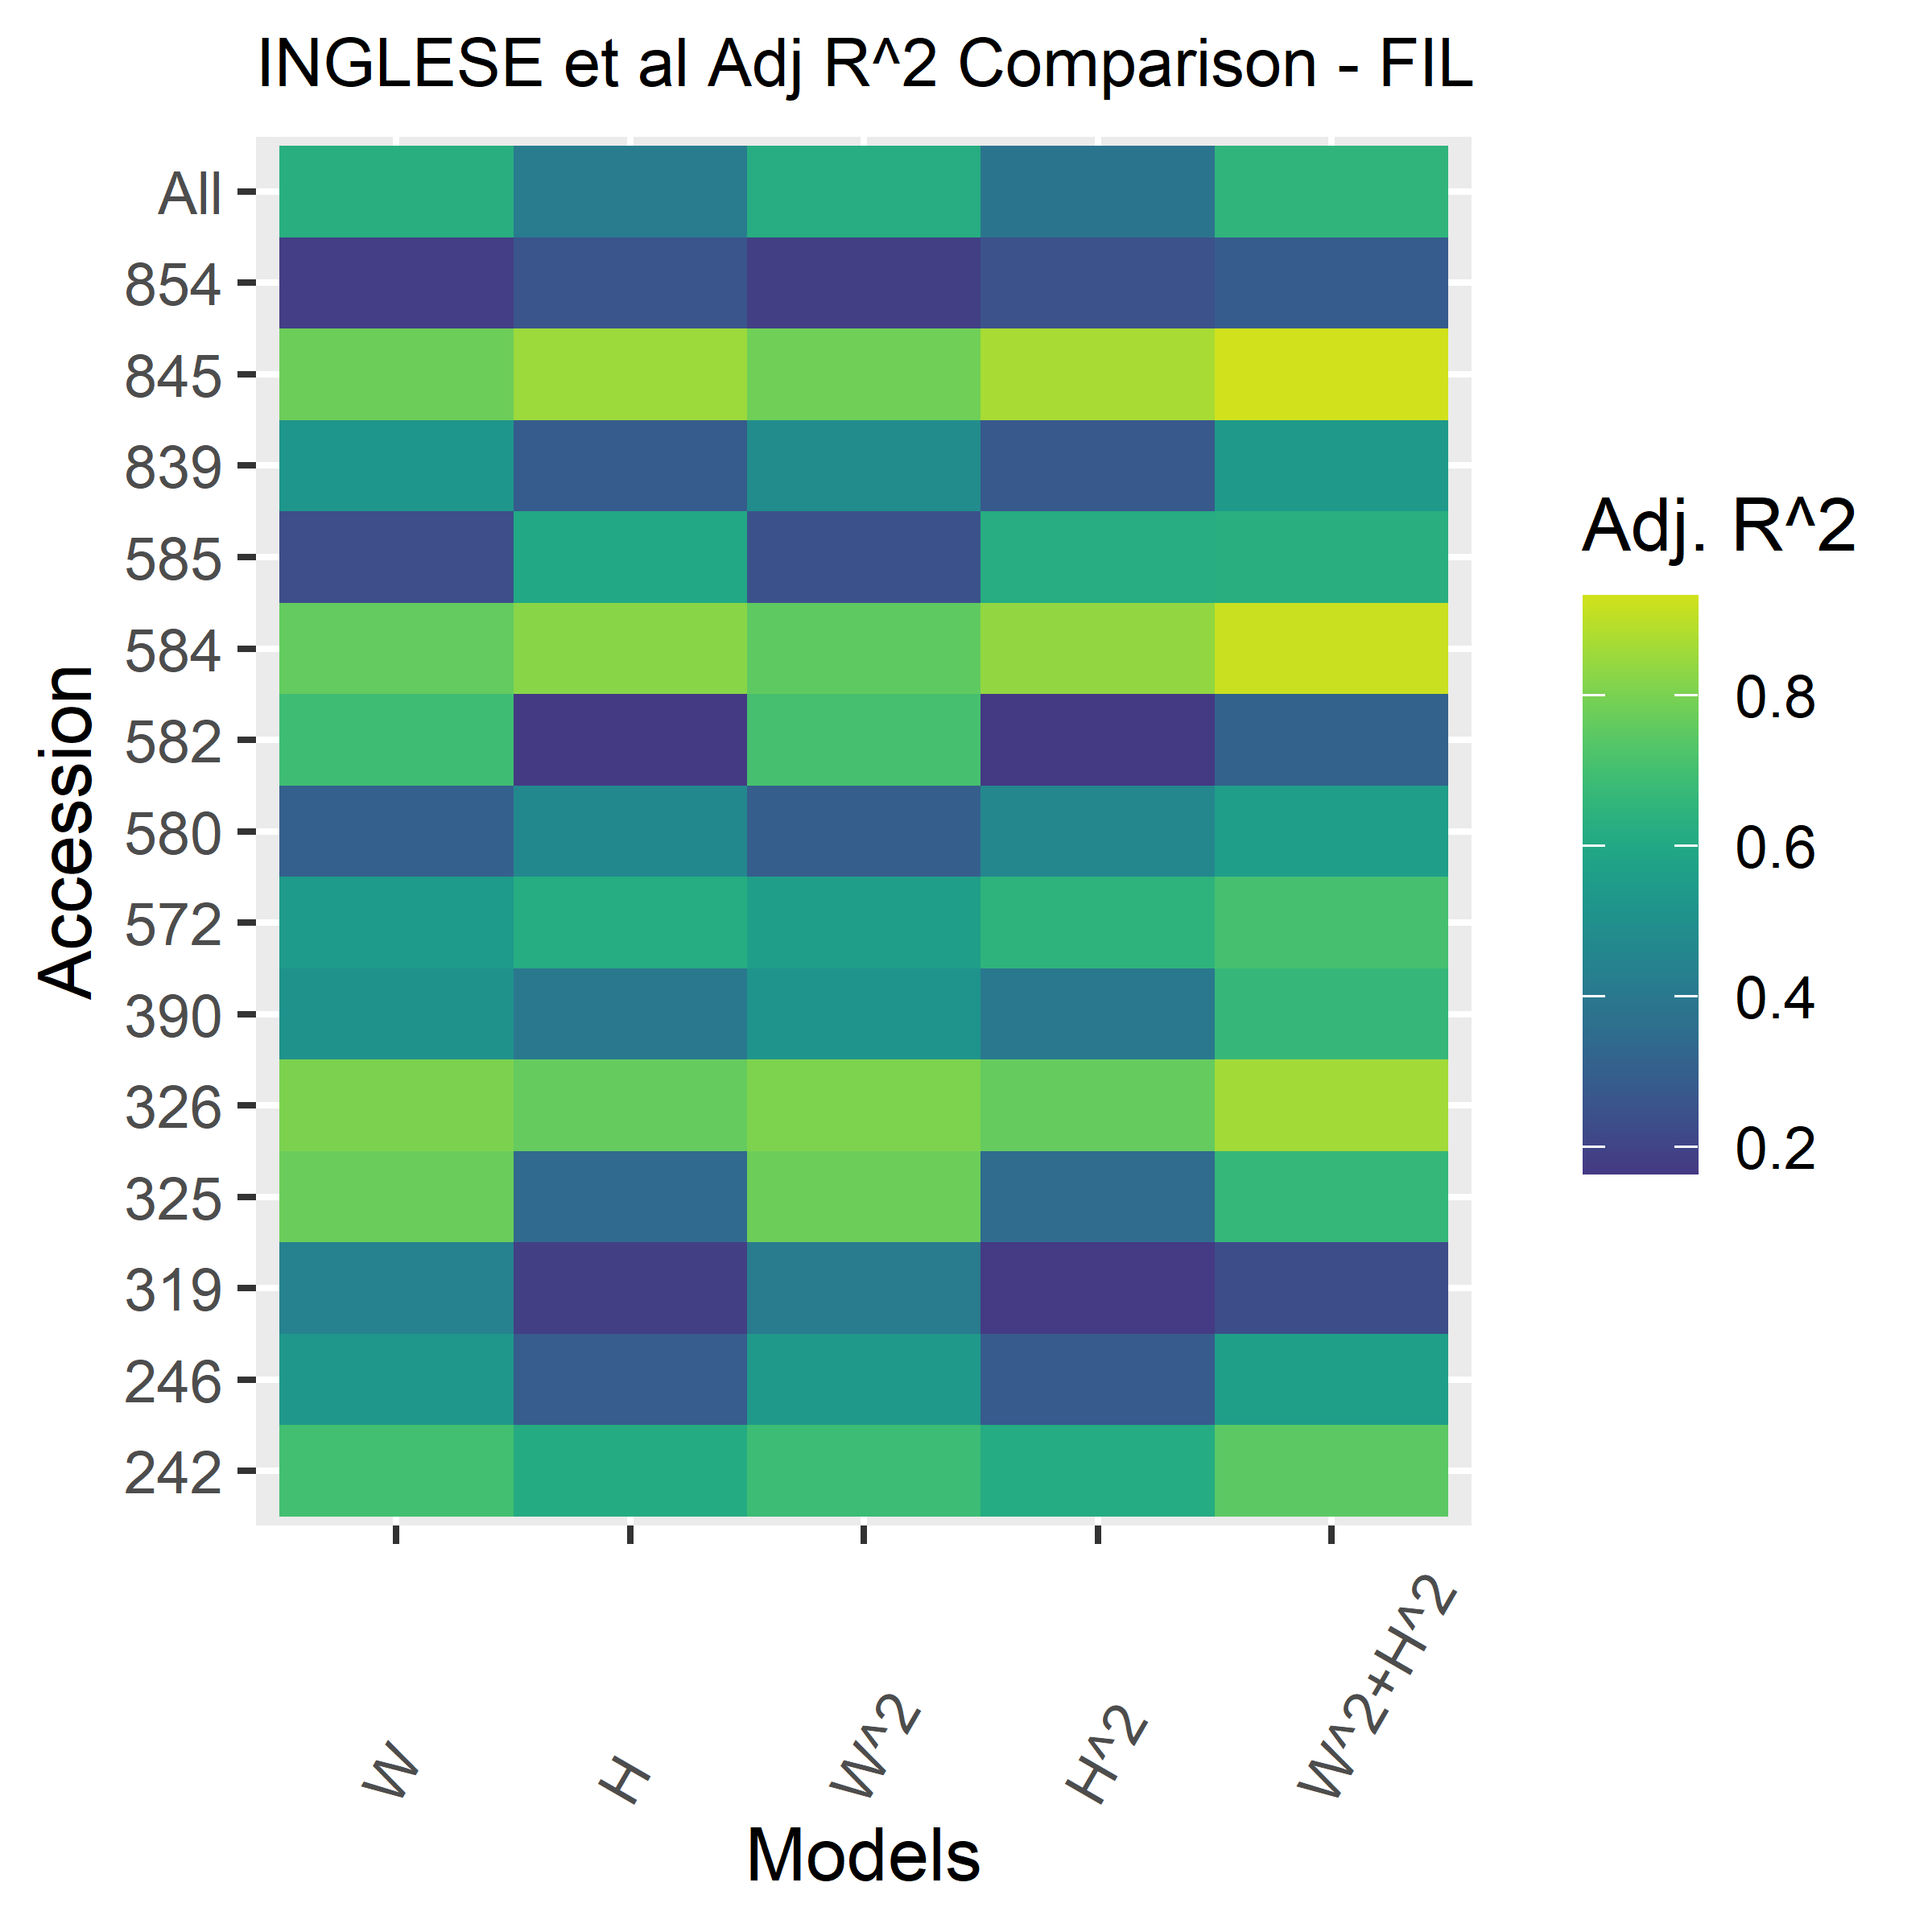 INGLESE et al Adj R^2 Comparison - FIL
All
854
845
839
585
584
582
580
572
390
326
325
319
246
242
Accession
W
H
W^2
H^2
W^2+H^2
Models
Adj. R^2
0.8
0.6
0.4
0.2